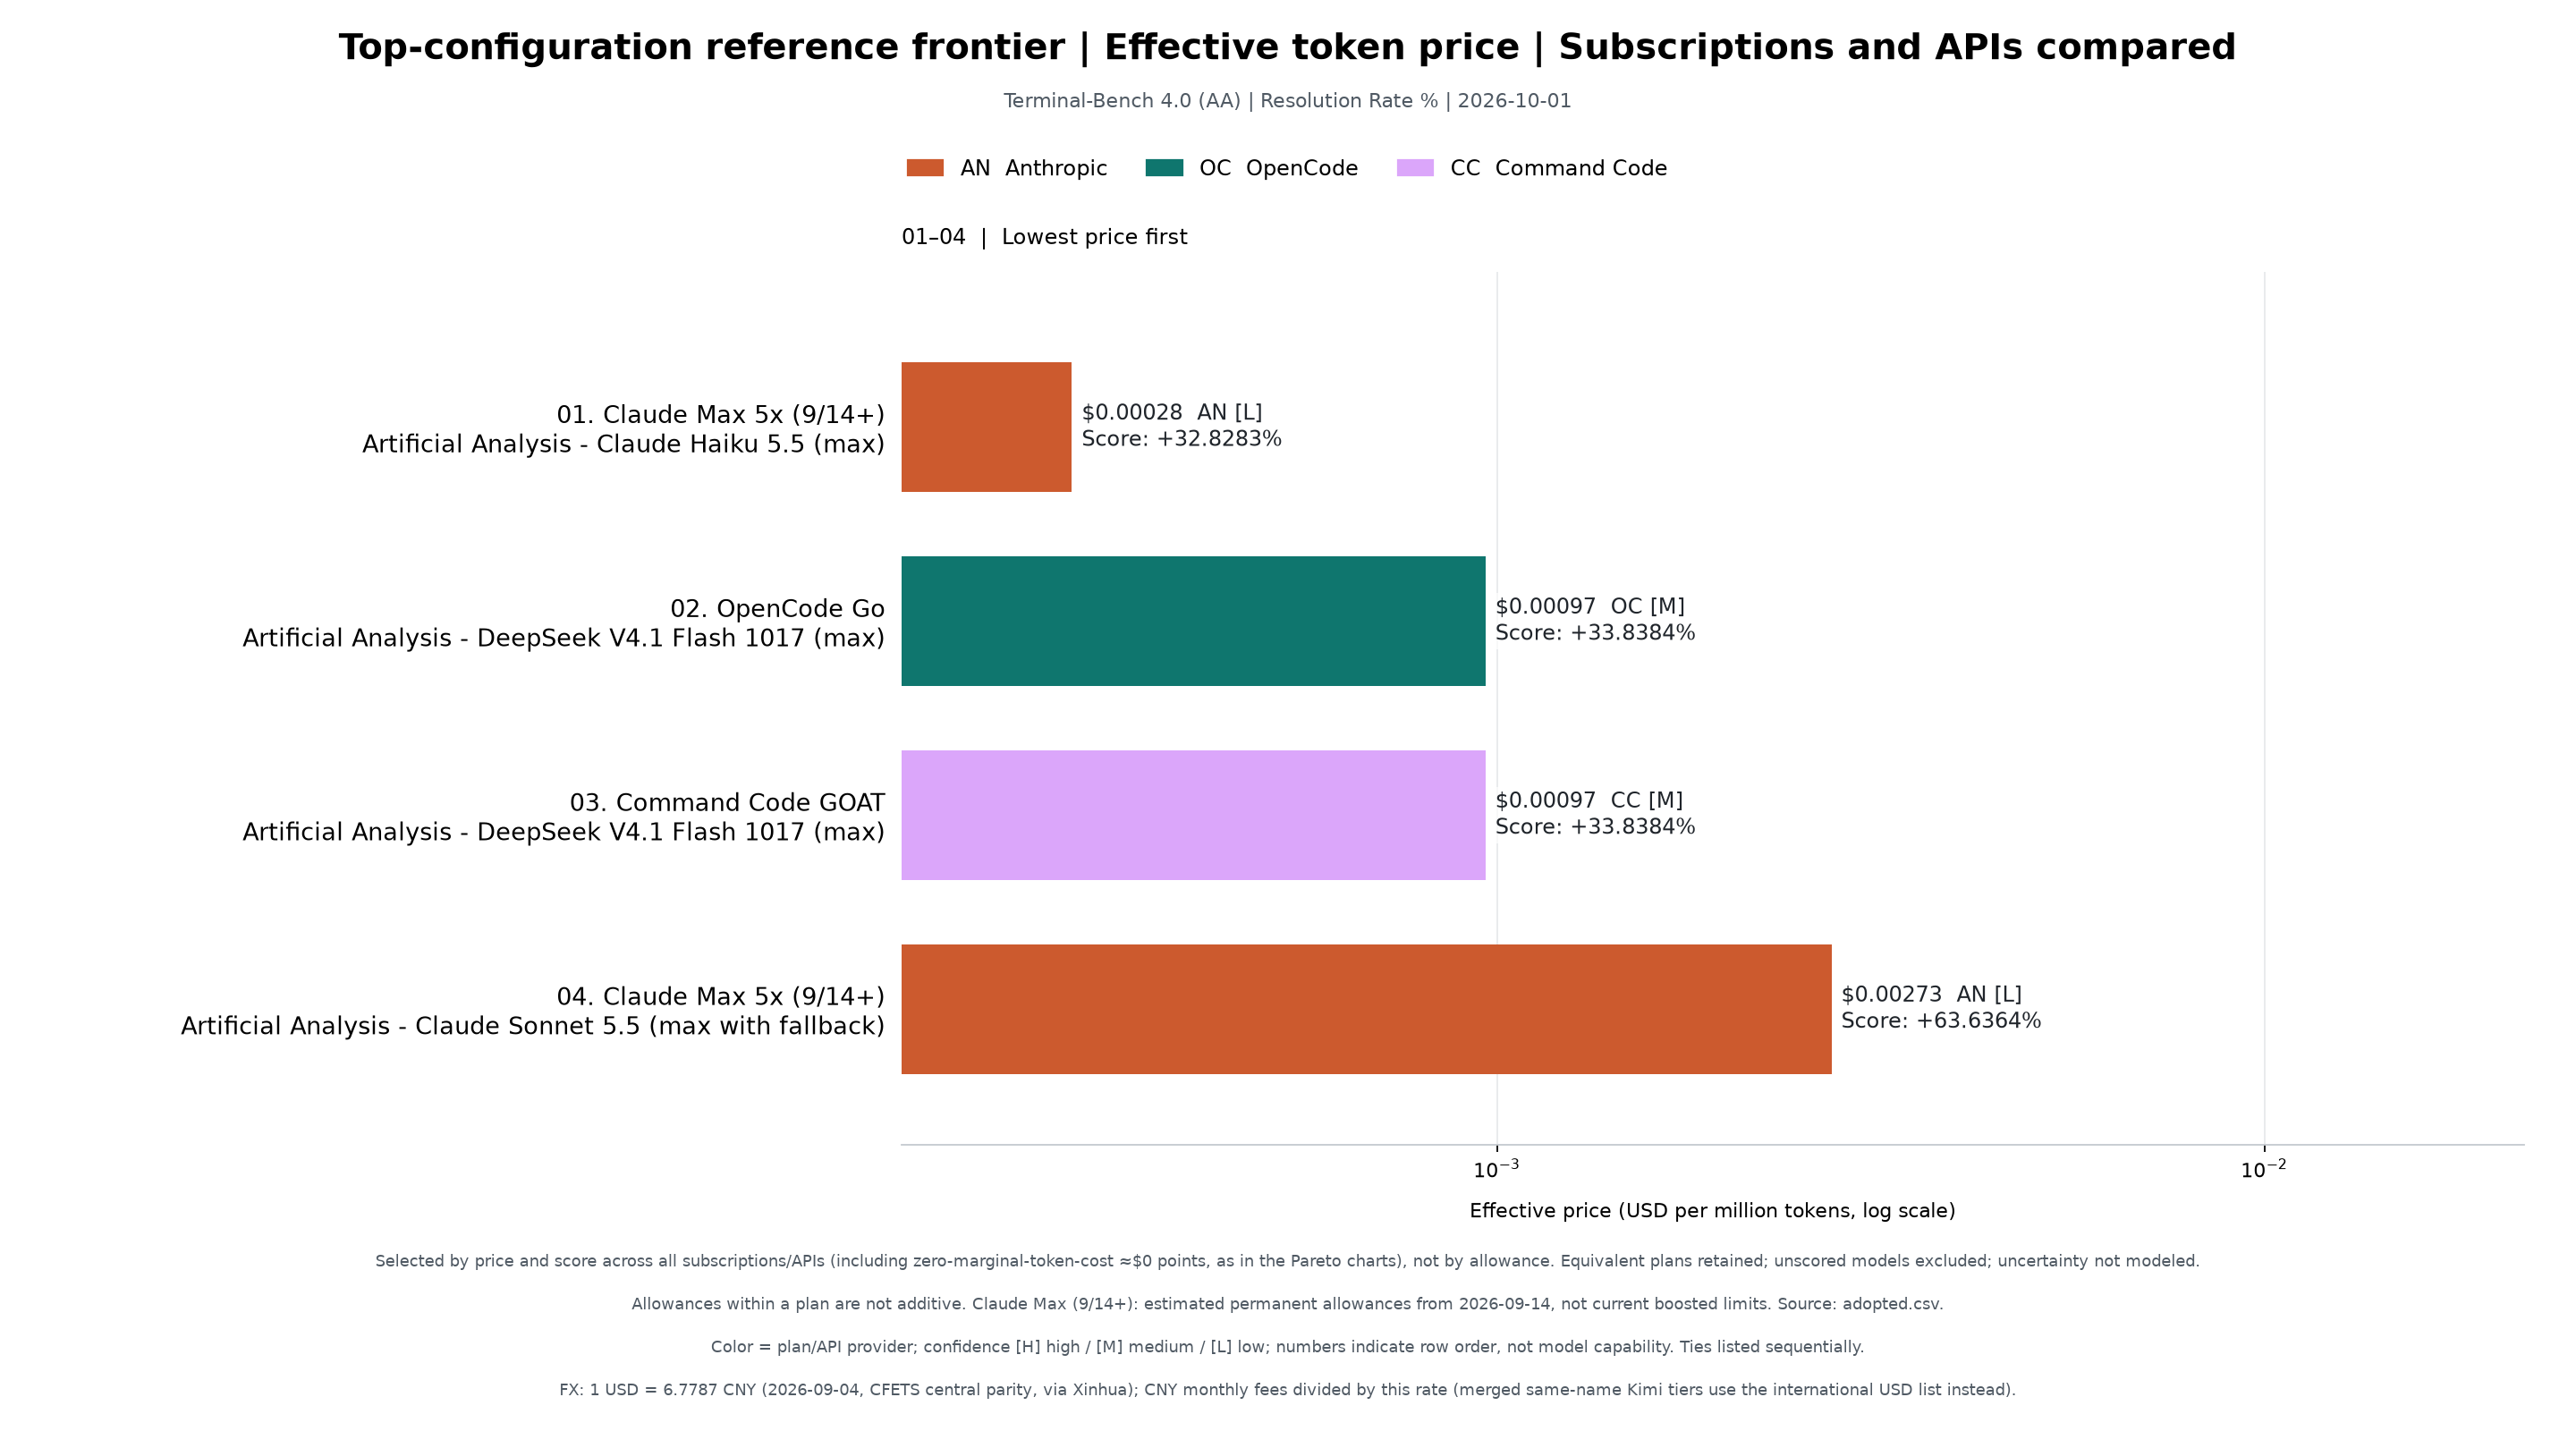 Top-configuration reference frontier | Effective token price | Subscriptions and APIs compared
Terminal-Bench 4.0 (AA) | Resolution Rate % | 2026-10-01
AN  Anthropic  OC  OpenCode  CC  Command Code
01–04  |  Lowest price first
01. Claude Max 5x (9/14+)
Artificial Analysis - Claude Haiku 5.5 (max)
$0.00028  AN [L]
Score: +32.8283%
02. OpenCode Go
Artificial Analysis - DeepSeek V4.1 Flash 1017 (max)
$0.00097  OC [M]
Score: +33.8384%
03. Command Code GOAT
Artificial Analysis - DeepSeek V4.1 Flash 1017 (max)
$0.00097  CC [M]
Score: +33.8384%
04. Claude Max 5x (9/14+)
Artificial Analysis - Claude Sonnet 5.5 (max with fallback)
$0.00273  AN [L]
Score: +63.6364%
10⁻³  10⁻²
Effective price (USD per million tokens, log scale)
Selected by price and score across all subscriptions/APIs (including zero-marginal-token-cost ≈$0 points, as in the Pareto charts), not by allowance. Equivalent plans retained; unscored models excluded; uncertainty not modeled.
Allowances within a plan are not additive. Claude Max (9/14+): estimated permanent allowances from 2026-09-14, not current boosted limits. Source: adopted.csv.
Color = plan/API provider; confidence [H] high / [M] medium / [L] low; numbers indicate row order, not model capability. Ties listed sequentially.
FX: 1 USD = 6.7787 CNY (2026-09-04, CFETS central parity, via Xinhua); CNY monthly fees divided by this rate (merged same-name Kimi tiers use the international USD list instead).